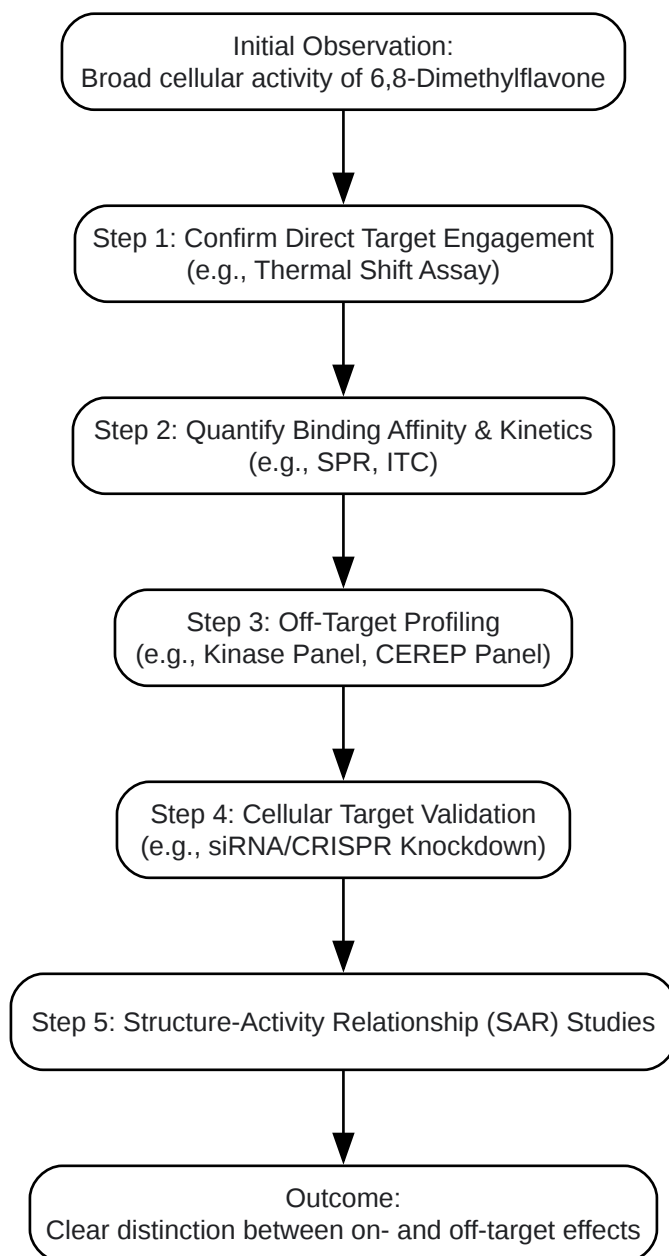 Initial Observation:
Broad cellular activity of 6,8-Dimethylflavone
Step 1: Confirm Direct Target Engagement
(e.g., Thermal Shift Assay)
Step 2: Quantify Binding Affinity & Kinetics
(e.g., SPR, ITC)
Step 3: Off-Target Profiling
(e.g., Kinase Panel, CEREP Panel)
Step 4: Cellular Target Validation
(e.g., siRNA/CRISPR Knockdown)
Step 5: Structure-Activity Relationship (SAR) Studies
Outcome:
Clear distinction between on- and off-target effects